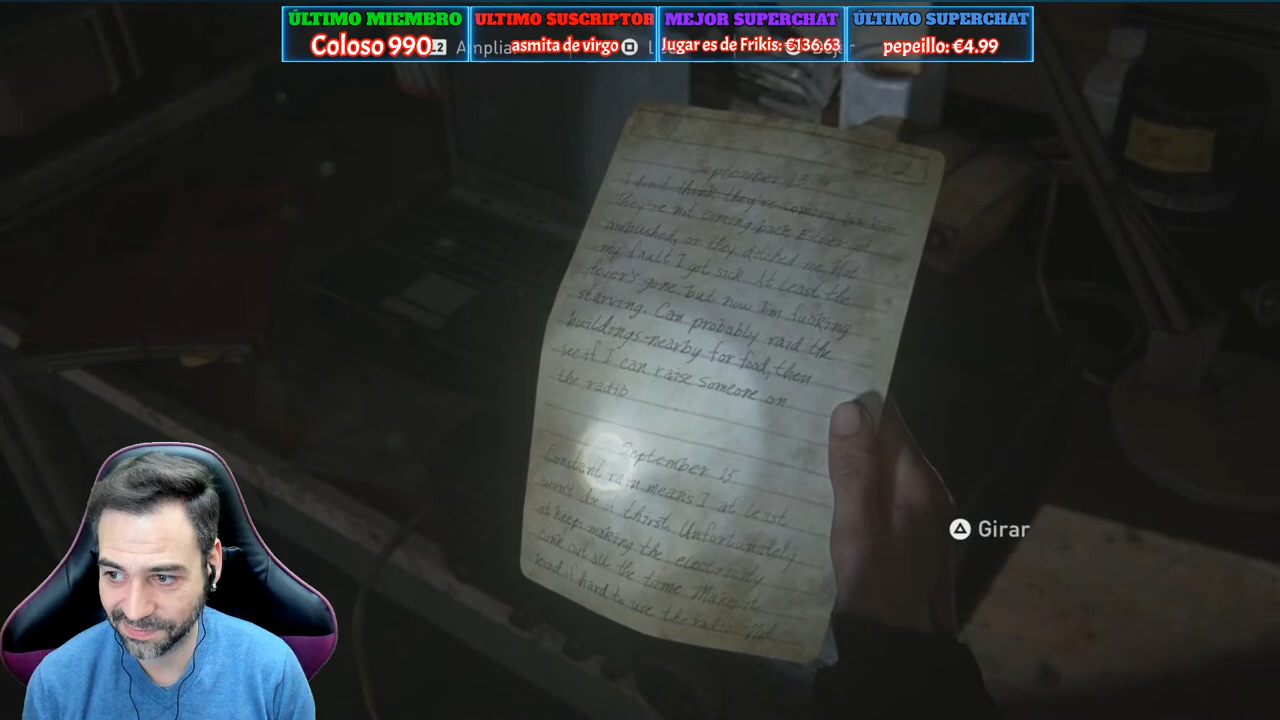 ÚLTIMO MIEMBRO
Coloso 990
ULTIMO SUSCRIPTOR
asmita de virgo
MEJOR SUPERCHAT
Jugar es de Frikis: €136.63
ÚLTIMO SUPERCHAT
pepeillo: €4.99
September 13
I don't think they're coming back
They're not coming back. Either got
ambushed, or they ditched me. Not
my fault I got sick. At least the
fever's gone but now I'm fucking
starving. Can probably raid the
buildings nearby for food, then
see if I can raise someone on
the radio.
September 15
Constant rain means I at least
won't die of thirst. Unfortunately
it keeps making the electricity
conk out all the time. Makes it
kind of hard to use the radio. Not
Girar